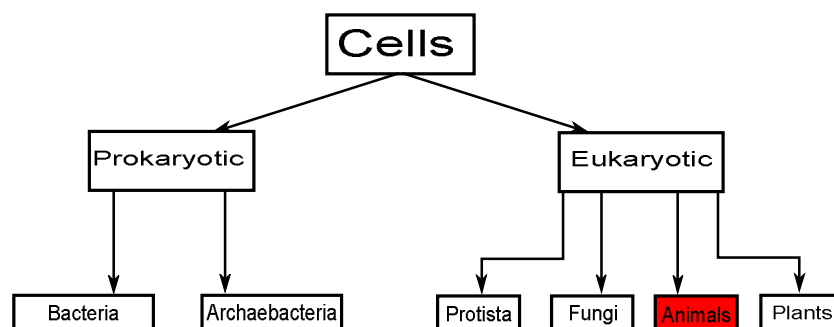 Cells
Prokaryotic
Eukaryotic
Bacteria
Archaebacteria
Protista
Fungi
Animals
Plants